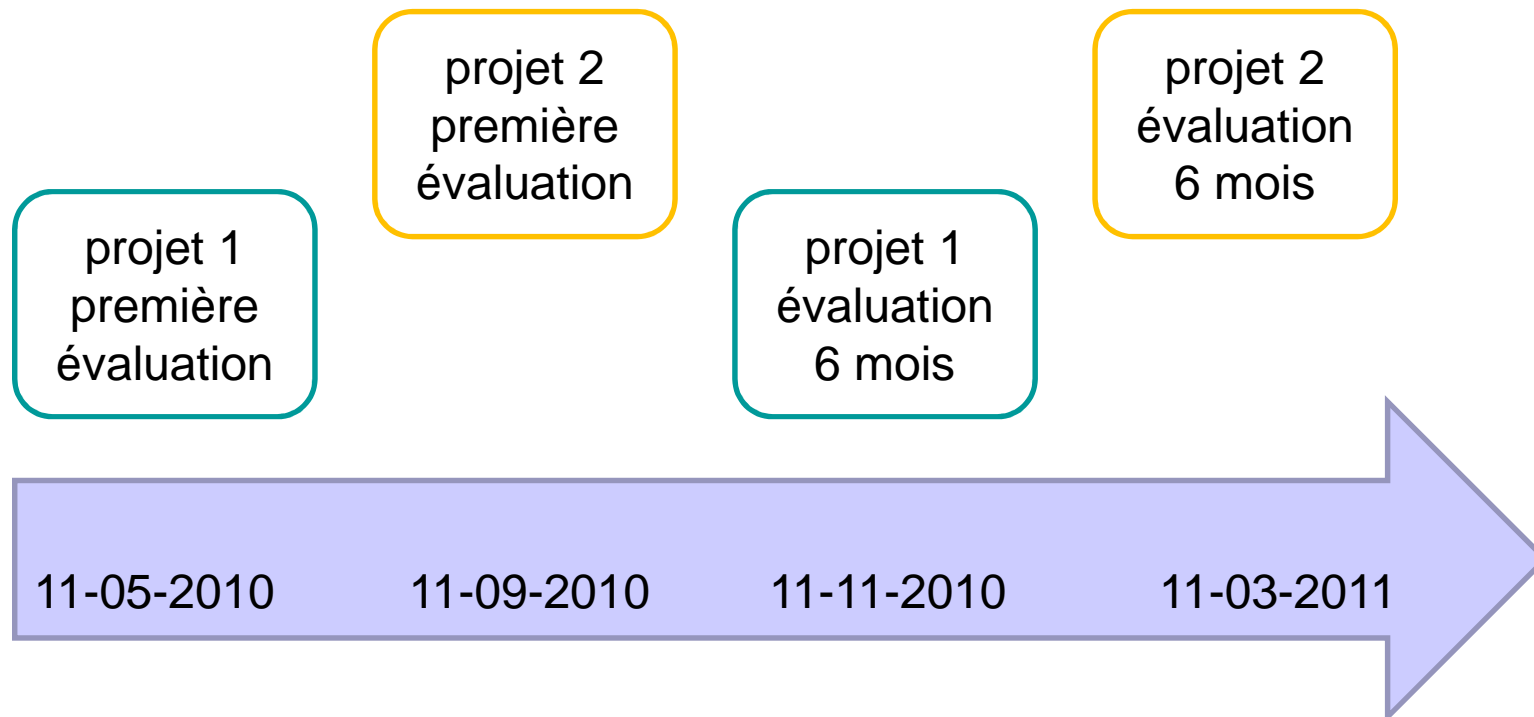 projet 1
première
évaluation
projet 2
première
évaluation
projet 1
évaluation
6 mois
projet 2
évaluation
6 mois
11-05-2010
11-09-2010
11-11-2010
11-03-2011